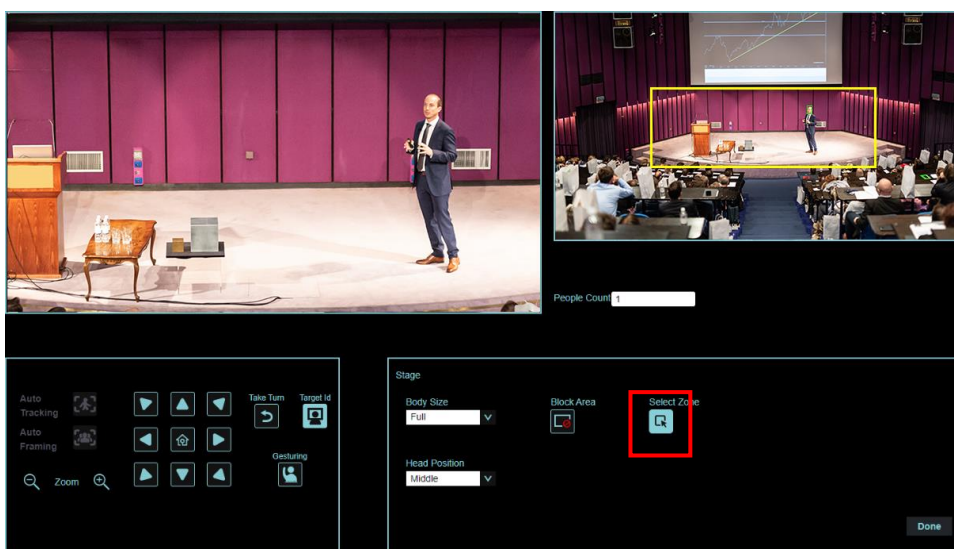 People Count 1
Auto
Tracking
Take Turn
Target Id
Auto
Framing
Gesturing
Zoom
Stage
Body Size
Full
Block Area
Select Zone
Head Position
Middle
Done